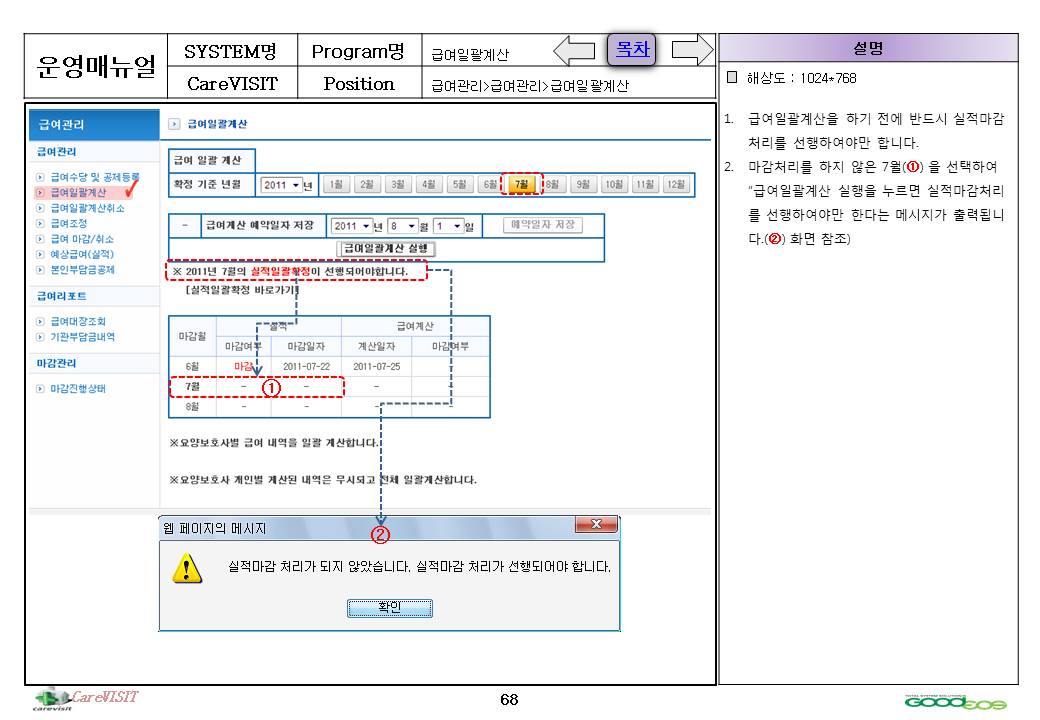 운영매뉴얼
SYSTEM명
Program명
급여일괄계산
목차
CareVISIT
Position
급여관리>급여관리>급여일괄계산
설명
해상도 : 1024*768
1. 급여일괄계산을 하기 전에 반드시 실적마감
처리를 선행하여야만 합니다.
2. 마감처리를 하지 않은 7월(①) 을 선택하여
“급여일괄계산 실행을 누르면 실적마감처리
를 선행하여야만 한다는 메시지가 출력됩니
다.(②) 화면 참조)
급여관리
급여관리
급여수당 및 공제등록
급여일괄계산
급여일괄계산취소
급여조정
급여 마감/취소
예상급여(실적)
본인부담금공제
급여리포트
급여대장조회
기관부담금내역
마감관리
마감진행상태
급여일괄계산
급여 일괄 계산
확정 기준 년월 2011 년 1월 2월 3월 4월 5월 6월 7월 8월 9월 10월 11월 12월
- 급여계산 예약일자 저장 2011 년 8 월 1 일 예약일자 저장
급여일괄계산 실행
※ 2011년 7월의 실적일괄확정이 선행되어야합니다.
[실적일괄확정 바로가기]
마감월 실적 급여계산
마감여부 마감일자 계산일자 마감여부
6월 마감 2011-07-22 2011-07-25
7월 - ① - -
8월 - - - -
※요양보호사별 급여 내역을 일괄 계산합니다.
※요양보호사 개인별 계산된 내역은 무시되고 전체 일괄계산합니다.
웹 페이지의 메시지
②
실적마감 처리가 되지 않았습니다. 실적마감 처리가 선행되어야 합니다.
확인
carevisit
CareVISIT
68
TOTAL SYSTEM SOLUTIONS
GOODEOS